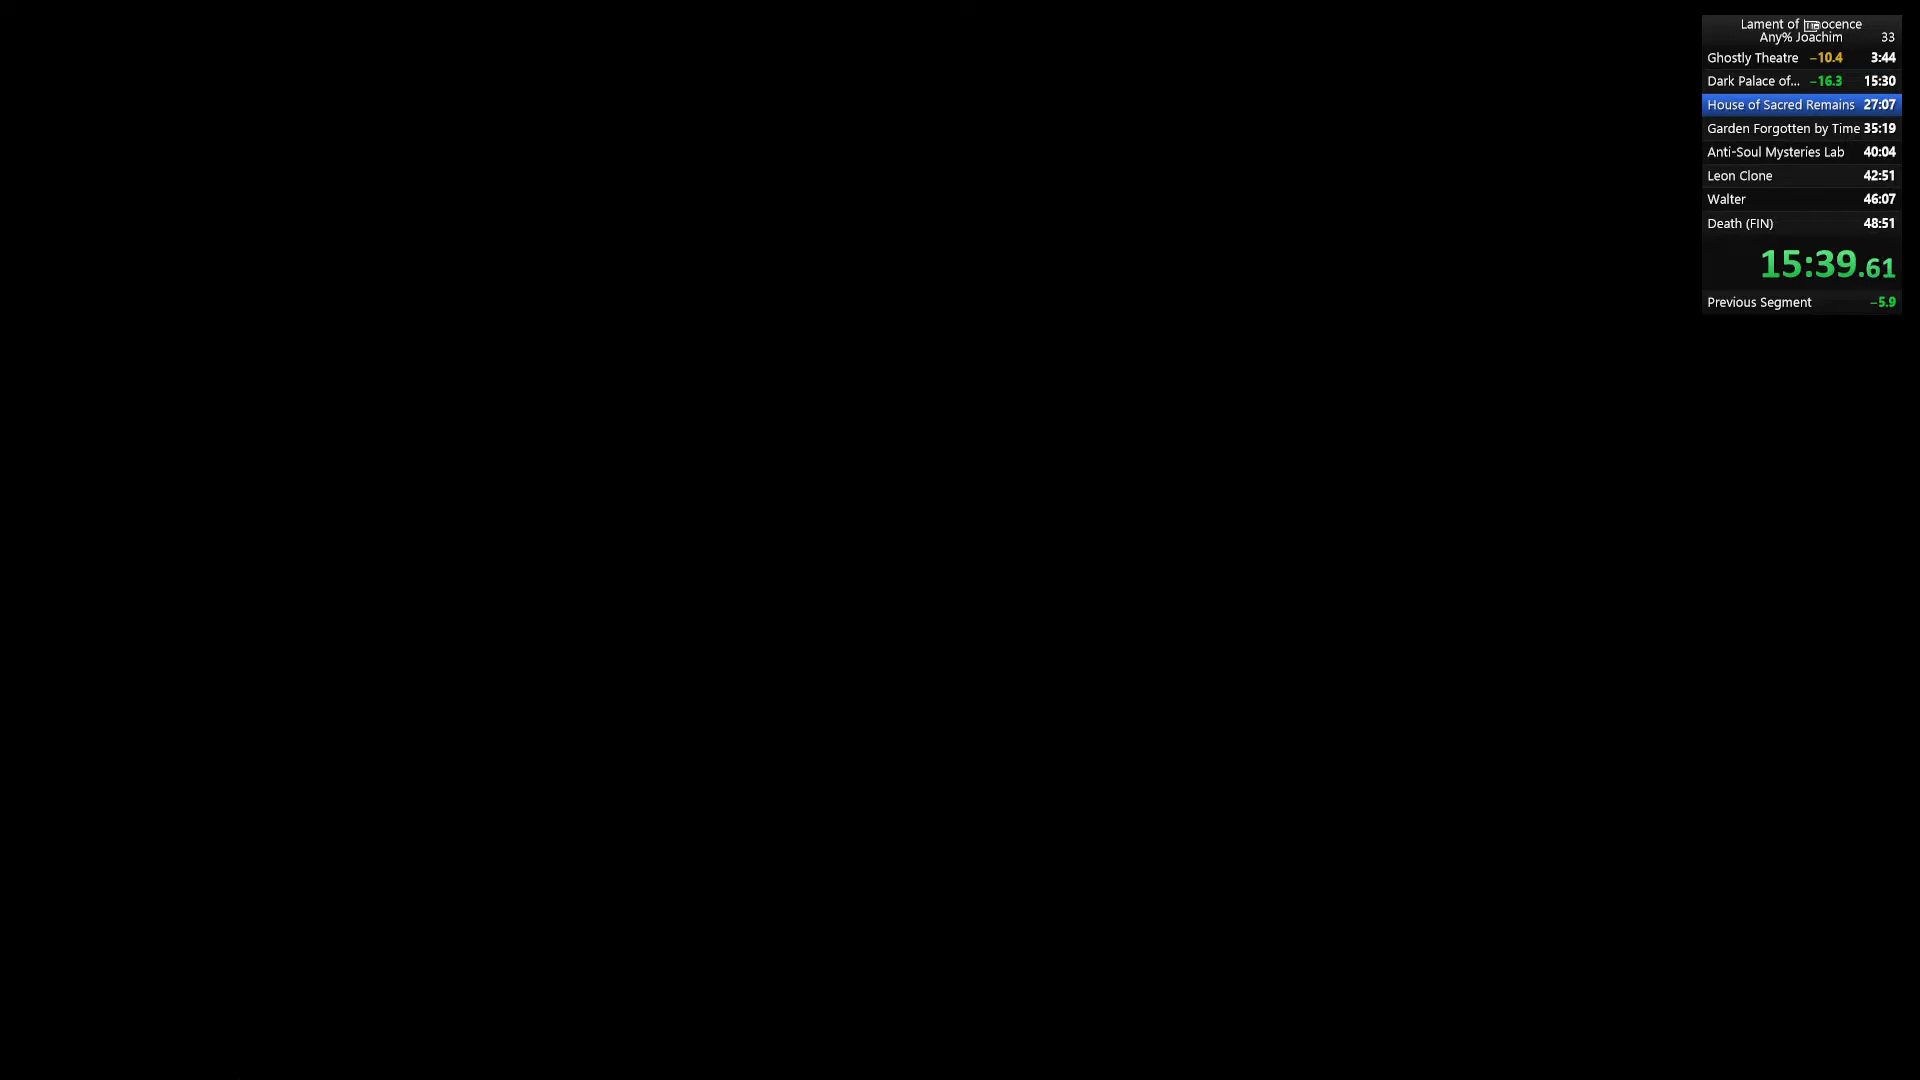 Lament of Innocence
Any% Joachim 33
Ghostly Theatre −10.4 3:44
Dark Palace of... −16.3 15:30
House of Sacred Remains 27:07
Garden Forgotten by Time 35:19
Anti-Soul Mysteries Lab 40:04
Leon Clone 42:51
Walter 46:07
Death (FIN) 48:51
15:39.61
Previous Segment −5.9